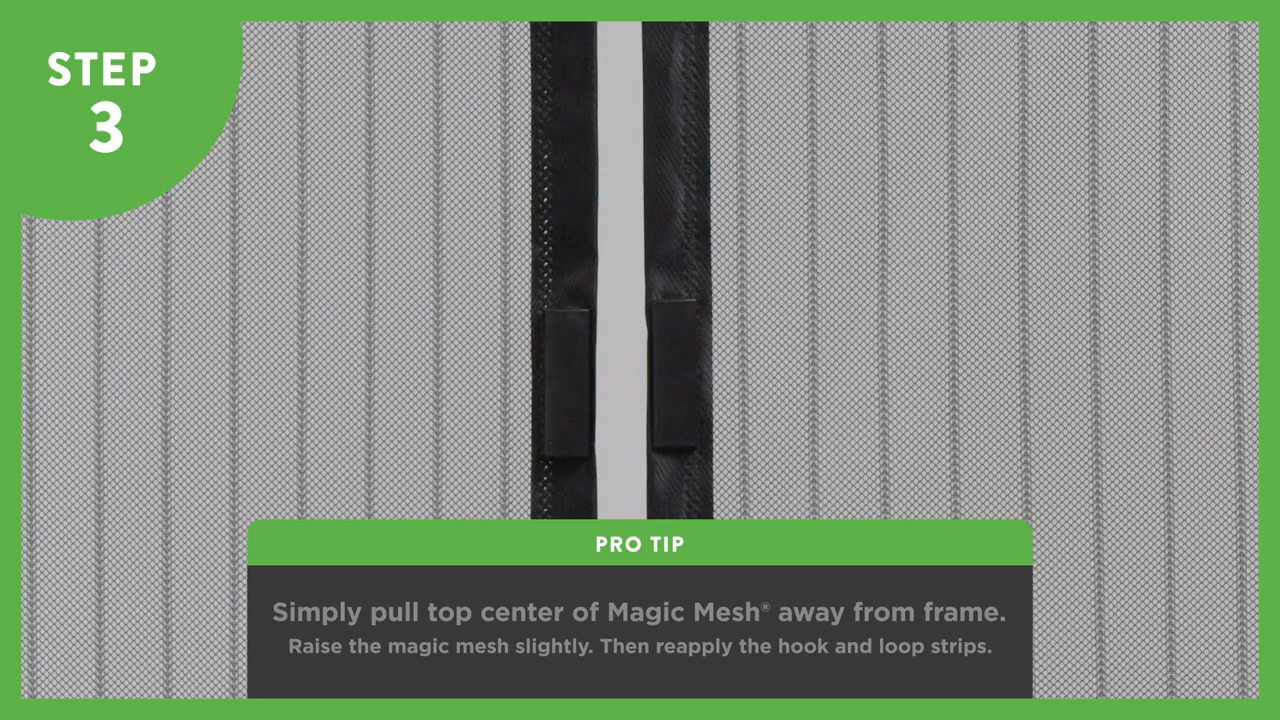 STEP
3
PRO TIP
Simply pull top center of Magic Mesh® away from frame.
Raise the magic mesh slightly. Then reapply the hook and loop strips.